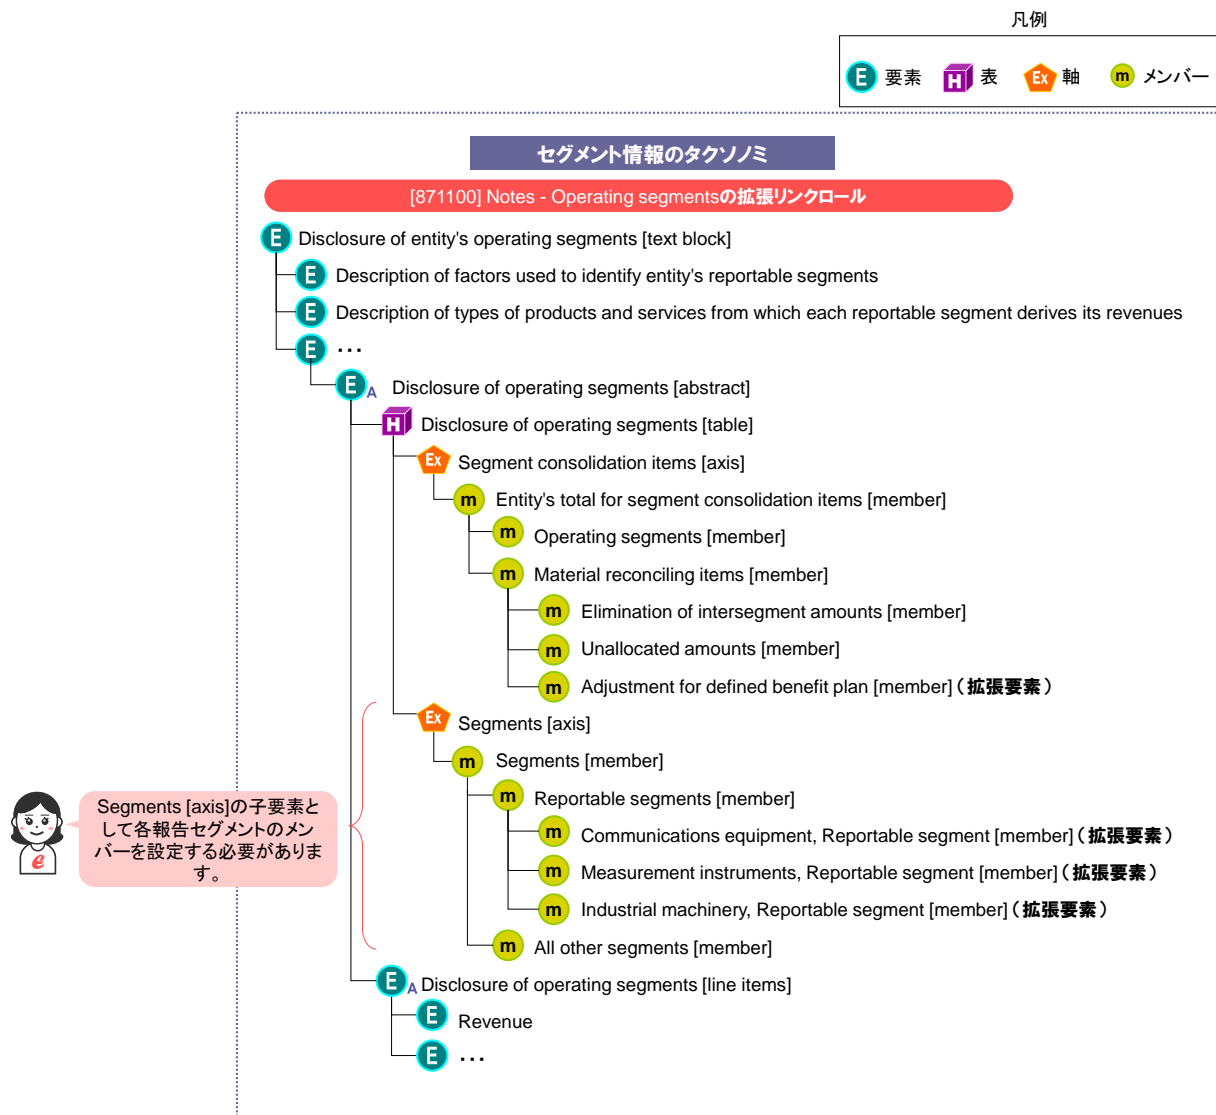 凡例
E 要素 H 表 Ex 軸 m メンバー
セグメント情報のタクソノミ
[871100] Notes - Operating segmentsの拡張リンクロール
E Disclosure of entity's operating segments [text block]
E Description of factors used to identify entity's reportable segments
E Description of types of products and services from which each reportable segment derives its revenues
E ・・・
E A Disclosure of operating segments [abstract]
H Disclosure of operating segments [table]
Ex Segment consolidation items [axis]
m Entity's total for segment consolidation items [member]
m Operating segments [member]
m Material reconciling items [member]
m Elimination of intersegment amounts [member]
m Unallocated amounts [member]
m Adjustment for defined benefit plan [member]（拡張要素）
Ex Segments [axis]
m Segments [member]
m Reportable segments [member]
m Communications equipment, Reportable segment [member]（拡張要素）
m Measurement instruments, Reportable segment [member]（拡張要素）
m Industrial machinery, Reportable segment [member]（拡張要素）
m All other segments [member]
E A Disclosure of operating segments [line items]
E Revenue
E ・・・
e
Segments [axis]の子要素と
して各報告セグメントのメン
バーを設定する必要がありま
す。